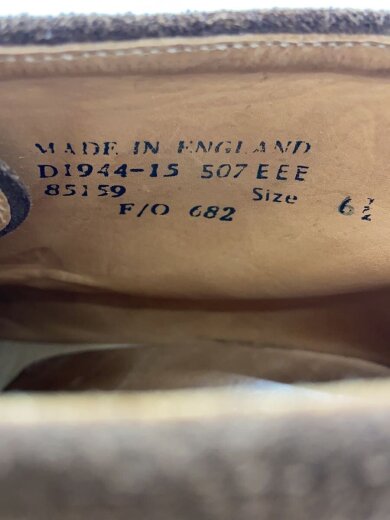 MADE IN ENGLAND
D1944-15 507 EEE
85159 Size 6½
F/O 682